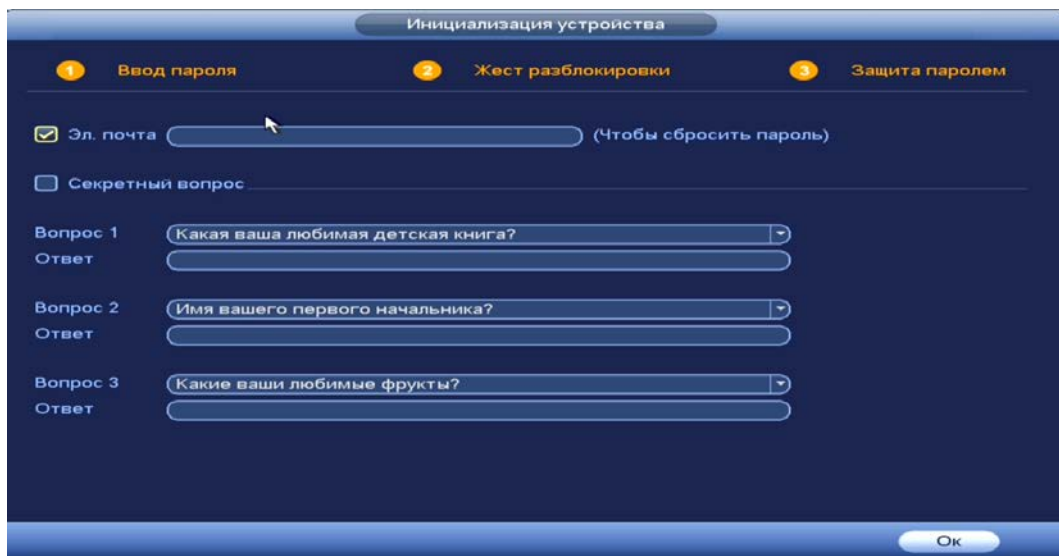 Инициализация устройства
1 Ввод пароля 2 Жест разблокировки 3 Защита паролем
Эл. почта (Чтобы сбросить пароль)
Секретный вопрос
Вопрос 1 Какая ваша любимая детская книга?
Ответ
Вопрос 2 Имя вашего первого начальника?
Ответ
Вопрос 3 Какие ваши любимые фрукты?
Ответ
Ок